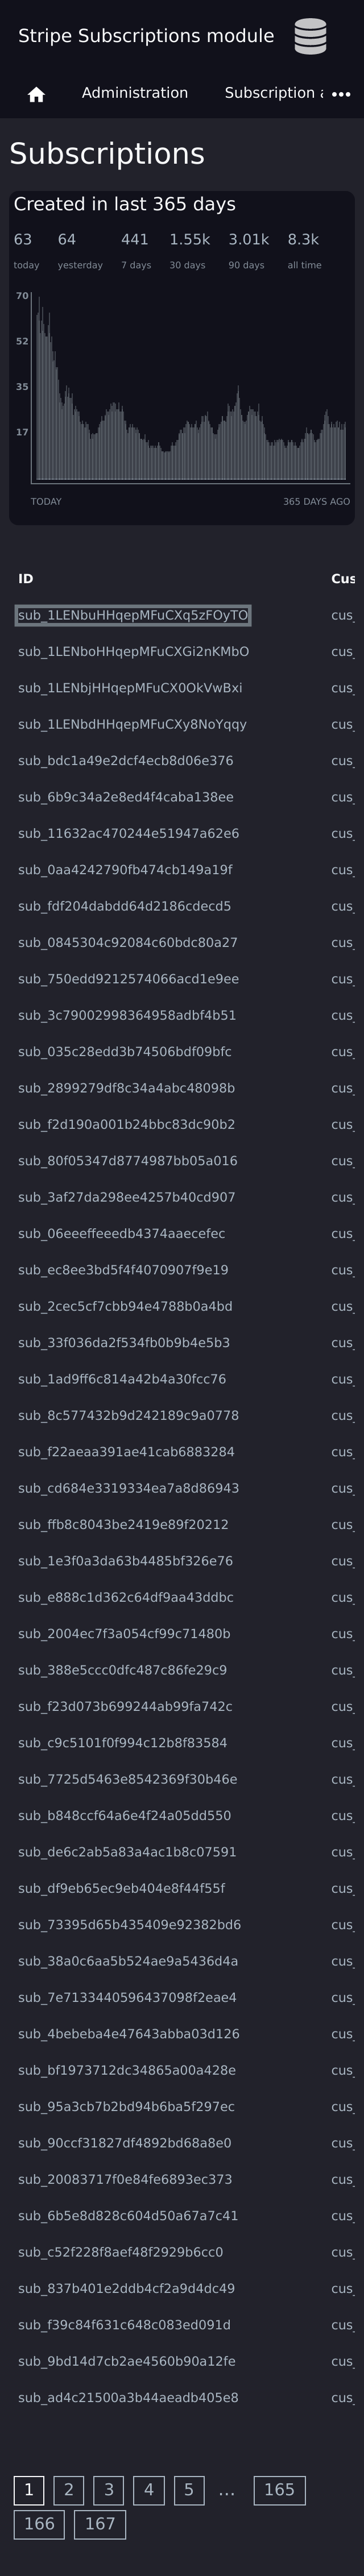 Stripe Subscriptions module
Administration Subscription a
Subscriptions
Created in last 365 days
63 64 441 1.55k 3.01k 8.3k
today yesterday 7 days 30 days 90 days all time
70
52
35
17
TODAY 365 DAYS AGO
ID Cus
sub_1LENbuHHqepMFuCXq5zFOyTO cus_
sub_1LENboHHqepMFuCXGi2nKMbO cus_
sub_1LENbjHHqepMFuCX0OkVwBxi cus_
sub_1LENbdHHqepMFuCXy8NoYqqy cus_
sub_bdc1a49e2dcf4ecb8d06e376 cus_
sub_6b9c34a2e8ed4f4caba138ee cus_
sub_11632ac470244e51947a62e6 cus_
sub_0aa4242790fb474cb149a19f cus_
sub_fdf204dabdd64d2186cdecd5 cus_
sub_0845304c92084c60bdc80a27 cus_
sub_750edd9212574066acd1e9ee cus_
sub_3c79002998364958adbf4b51 cus_
sub_035c28edd3b74506bdf09bfc cus_
sub_2899279df8c34a4abc48098b cus_
sub_f2d190a001b24bbc83dc90b2 cus_
sub_80f05347d8774987bb05a016 cus_
sub_3af27da298ee4257b40cd907 cus_
sub_06eeeffeeedb4374aaecefec cus_
sub_ec8ee3bd5f4f4070907f9e19 cus_
sub_2cec5cf7cbb94e4788b0a4bd cus_
sub_33f036da2f534fb0b9b4e5b3 cus_
sub_1ad9ff6c814a42b4a30fcc76 cus_
sub_8c577432b9d242189c9a0778 cus_
sub_f22aeaa391ae41cab6883284 cus_
sub_cd684e3319334ea7a8d86943 cus_
sub_ffb8c8043be2419e89f20212 cus_
sub_1e3f0a3da63b4485bf326e76 cus_
sub_e888c1d362c64df9aa43ddbc cus_
sub_2004ec7f3a054cf99c71480b cus_
sub_388e5ccc0dfc487c86fe29c9 cus_
sub_f23d073b699244ab99fa742c cus_
sub_c9c5101f0f994c12b8f83584 cus_
sub_7725d5463e8542369f30b46e cus_
sub_b848ccf64a6e4f24a05dd550 cus_
sub_de6c2ab5a83a4ac1b8c07591 cus_
sub_df9eb65ec9eb404e8f44f55f cus_
sub_73395d65b435409e92382bd6 cus_
sub_38a0c6aa5b524ae9a5436d4a cus_
sub_7e7133440596437098f2eae4 cus_
sub_4bebeba4e47643abba03d126 cus_
sub_bf1973712dc34865a00a428e cus_
sub_95a3cb7b2bd94b6ba5f297ec cus_
sub_90ccf31827df4892bd68a8e0 cus_
sub_20083717f0e84fe6893ec373 cus_
sub_6b5e8d828c604d50a67a7c41 cus_
sub_c52f228f8aef48f2929b6cc0 cus_
sub_837b401e2ddb4cf2a9d4dc49 cus_
sub_f39c84f631c648c083ed091d cus_
sub_9bd14d7cb2ae4560b90a12fe cus_
sub_ad4c21500a3b44aeadb405e8 cus_
1 2 3 4 5 … 165
166 167